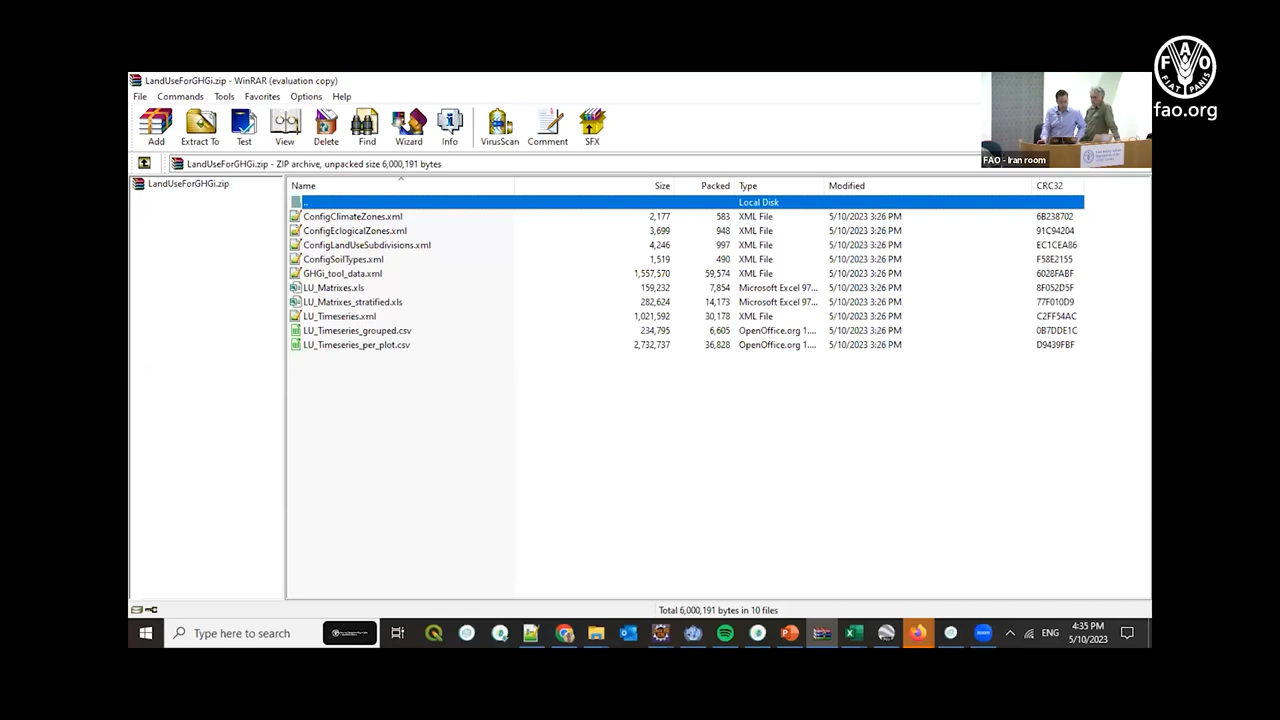 LandUseForGHGi.zip - WinRAR (evaluation copy)
File Commands Tools Favorites Options Help
Add Extract To Test View Delete Find Wizard Info VirusScan Comment SFX
LandUseForGHGi.zip - ZIP archive, unpacked size 6,000,191 bytes
LandUseForGHGi.zip
Name Size Packed Type Modified CRC32
.. Local Disk
ConfigClimateZones.xml 2,177 583 XML File 5/10/2023 3:26 PM 6B238702
ConfigEclogicalZones.xml 3,699 948 XML File 5/10/2023 3:26 PM 91C94204
ConfigLandUseSubdivisions.xml 4,246 997 XML File 5/10/2023 3:26 PM EC1CEA86
ConfigSoilTypes.xml 1,519 490 XML File 5/10/2023 3:26 PM F58E2155
GHGi_tool_data.xml 1,557,570 59,574 XML File 5/10/2023 3:26 PM 6028FABF
LU_Matrixes.xls 159,232 7,854 Microsoft Excel 97... 5/10/2023 3:26 PM 8F052D5F
LU_Matrixes_stratified.xls 282,624 14,173 Microsoft Excel 97... 5/10/2023 3:26 PM 77F010D9
LU_Timeseries.xml 1,021,592 30,178 XML File 5/10/2023 3:26 PM C2FF54AC
LU_Timeseries_grouped.csv 234,795 6,605 OpenOffice.org 1.... 5/10/2023 3:26 PM 0B7DDE1C
LU_Timeseries_per_plot.csv 2,732,737 36,828 OpenOffice.org 1.... 5/10/2023 3:26 PM D9439FBF
Total 6,000,191 bytes in 10 files
Type here to search
ENG
4:35 PM
5/10/2023
FAO - Iran room
FAO
FIAT PANIS
fao.org